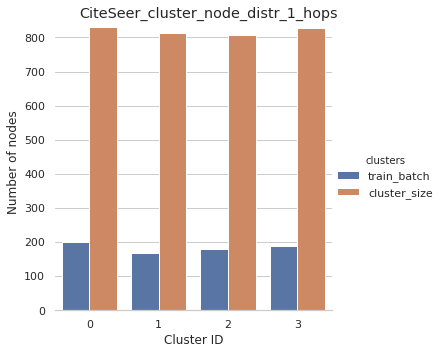 CiteSeer_cluster_node_distr_1_hops
800
700
600
500
400
300
200
100
0
Number of nodes
0 1 2 3
Cluster ID
clusters
train_batch
cluster_size